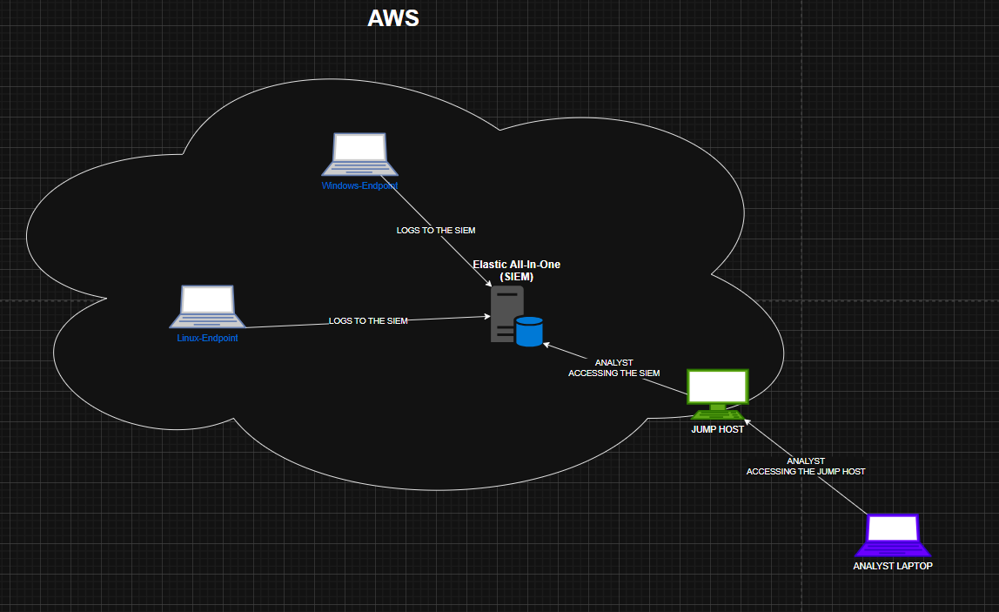 AWS
Windows-Endpoint
LOGS TO THE SIEM
Elastic All-In-One
(SIEM)
LOGS TO THE SIEM
Linux-Endpoint
ANALYST
ACCESSING THE SIEM
JUMP HOST
ANALYST
ACCESSING THE JUMP HOST
ANALYST LAPTOP